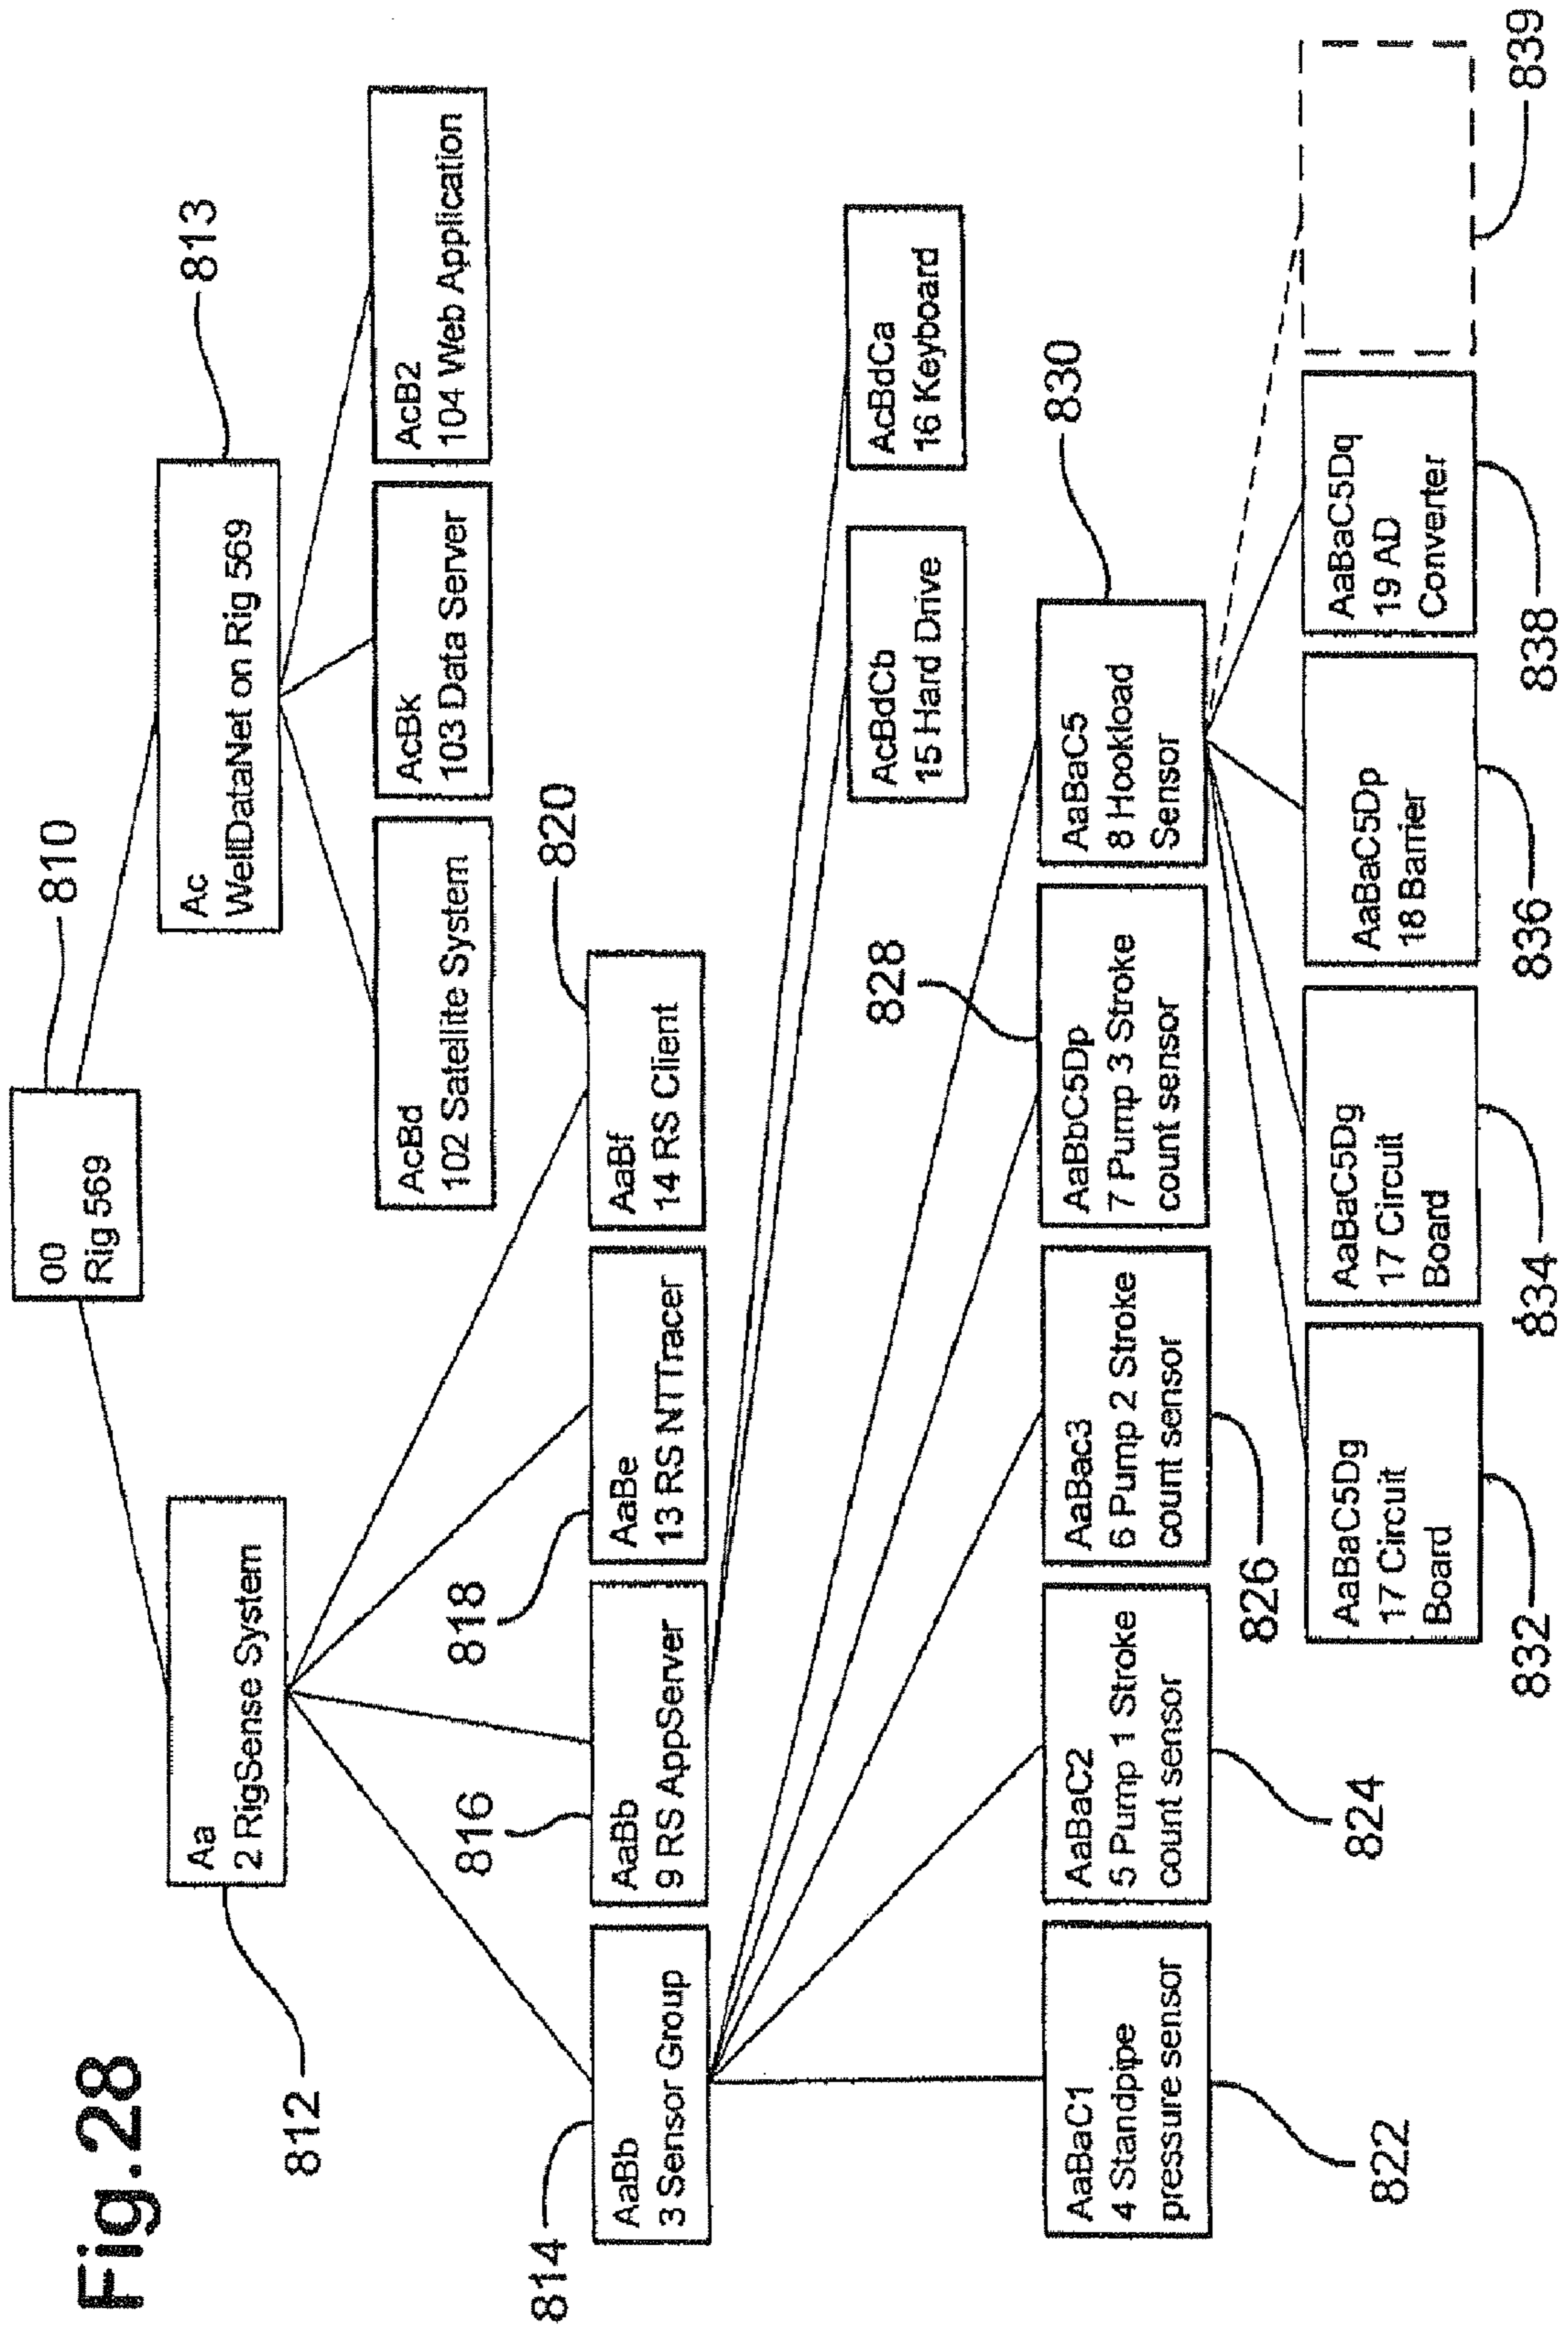 Fig.28
810
00
Rig 569
812
Aa
2 RigSense System
813
Ac
WellDataNet on Rig 569
AcBd
102 Satellite System
AcBk
103 Data Server
AcB2
104 Web Application
814
AaBb
3 Sensor Group
816
AaBb
9 RS AppServer
818
AaBe
13 RS NTTracer
820
AaBf
14 RS Client
AcBdCb
15 Hard Drive
AcBdCa
16 Keyboard
822
AaBaC1
4 Standpipe
pressure sensor
824
AaBaC2
5 Pump 1 Stroke
count sensor
826
AaBac3
6 Pump 2 Stroke
count sensor
828
AaBbC5Dp
7 Pump 3 Stroke
count sensor
830
AaBaC5
8 Hookload
Sensor
832
AaBaC5Dg
17 Circuit
Board
834
AaBaC5Dg
17 Circuit
Board
836
AaBaC5Dp
18 Barrier
838
AaBaC5Dq
19 AD
Converter
839